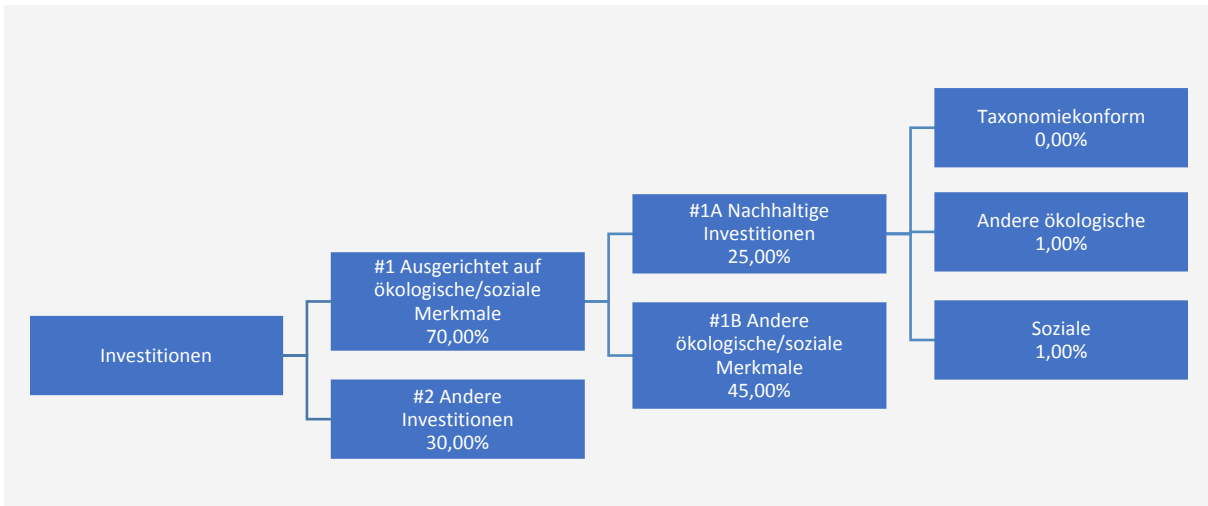 Investitionen
#1 Ausgerichtet auf
ökologische/soziale
Merkmale
70,00%
#2 Andere
Investitionen
30,00%
#1A Nachhaltige
Investitionen
25,00%
#1B Andere
ökologische/soziale
Merkmale
45,00%
Taxonomiekonform
0,00%
Andere ökologische
1,00%
Soziale
1,00%